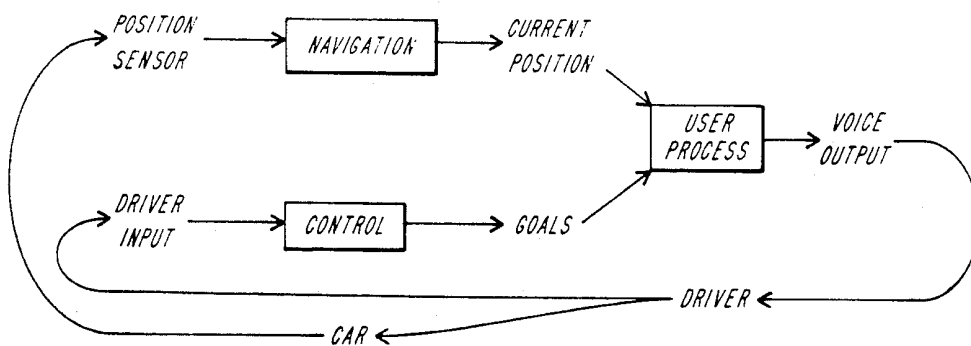 POSITION
SENSOR
NAVIGATION
CURRENT
POSITION
USER
PROCESS
VOICE
OUTPUT
DRIVER
INPUT
CONTROL
GOALS
DRIVER
CAR